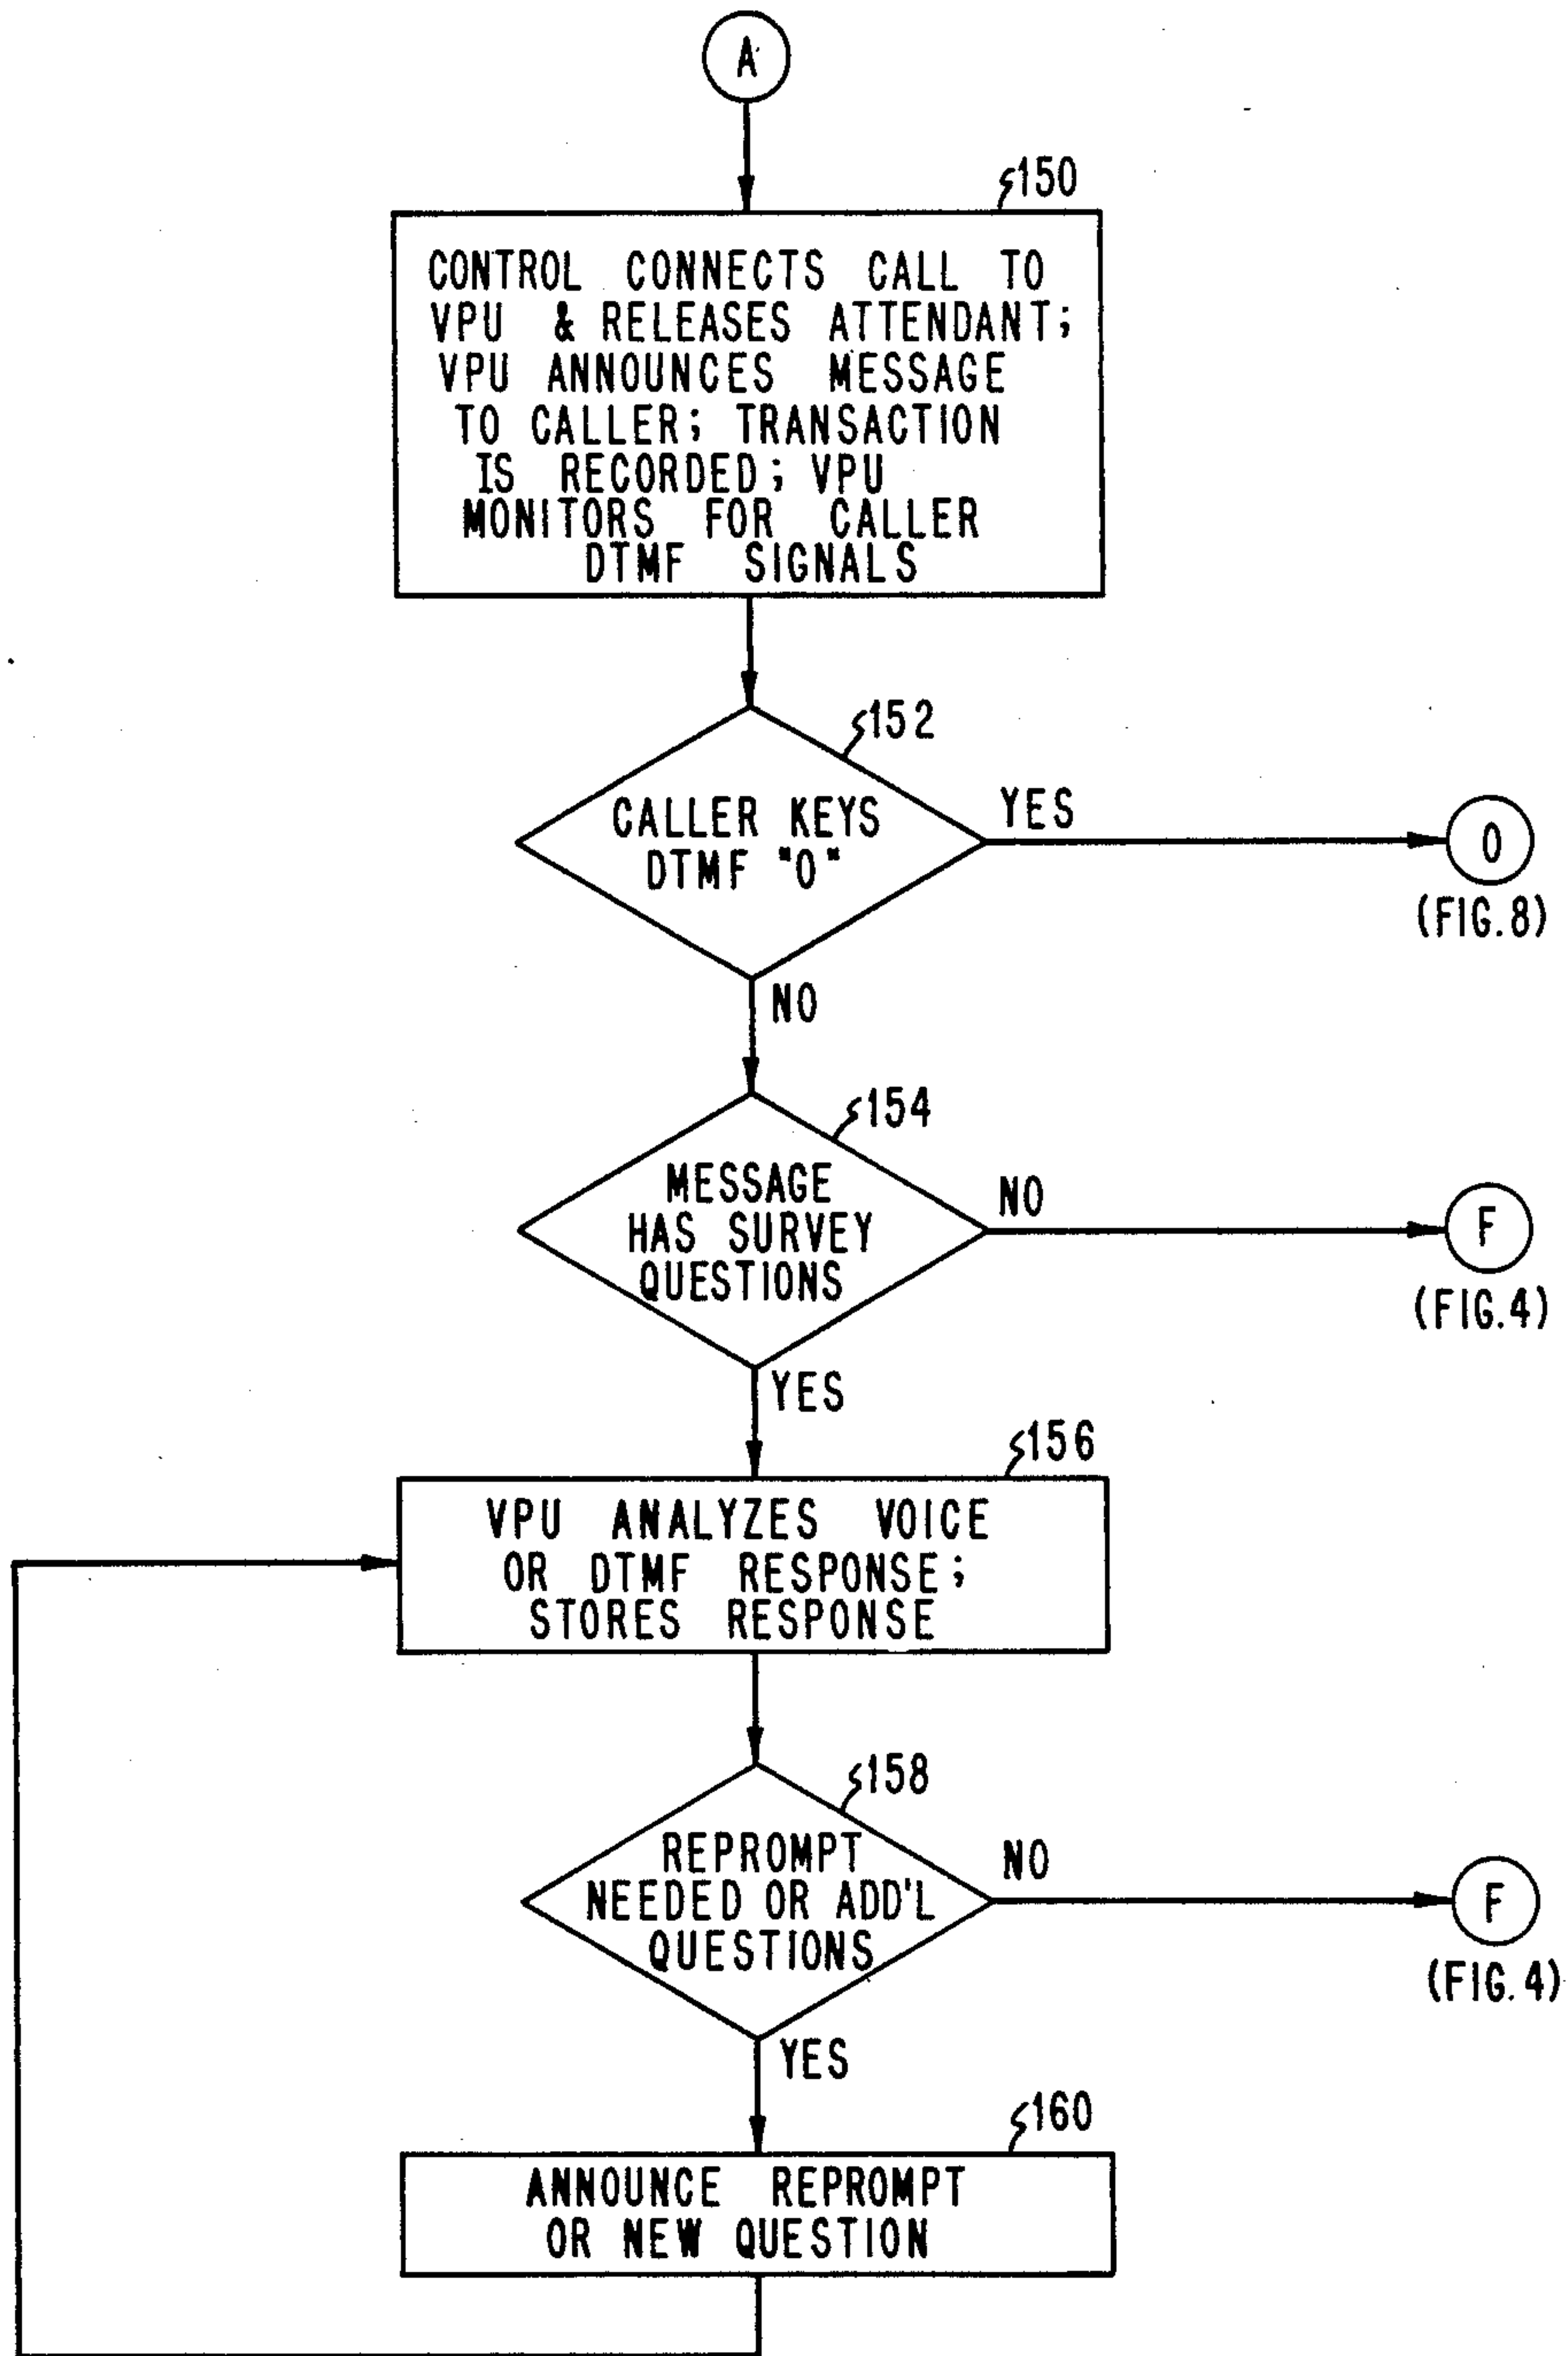 A
150
CONTROL CONNECTS CALL TO
VPU & RELEASES ATTENDANT;
VPU ANNOUNCES MESSAGE
TO CALLER; TRANSACTION
IS RECORDED; VPU
MONITORS FOR CALLER
DTMF SIGNALS
152
CALLER KEYS
DTMF "0"
YES
0
(FIG.8)
NO
154
MESSAGE
HAS SURVEY
QUESTIONS
NO
F
(FIG.4)
YES
156
VPU ANALYZES VOICE
OR DTMF RESPONSE;
STORES RESPONSE
158
REPROMPT
NEEDED OR ADD'L
QUESTIONS
NO
F
(FIG.4)
YES
160
ANNOUNCE REPROMPT
OR NEW QUESTION